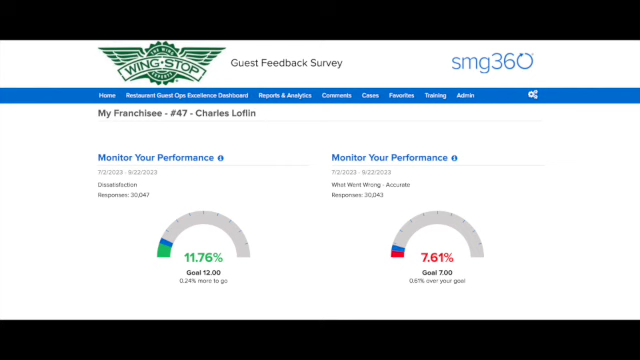 THE WING
WING·STOP
Guest Feedback Survey
smg360
Home Restaurant Guest Ops Excellence Dashboard Reports & Analytics Comments Cases Favorites Training Admin
My Franchisee - #47 - Charles Loflin
Monitor Your Performance
7/2/2023 - 9/22/2023
Dissatisfaction
Responses: 30,047
11.76%
Goal 12.00
0.24% more to go
Monitor Your Performance
7/2/2023 - 9/22/2023
What Went Wrong - Accurate
Responses: 30,043
7.61%
Goal 7.00
0.61% over your goal